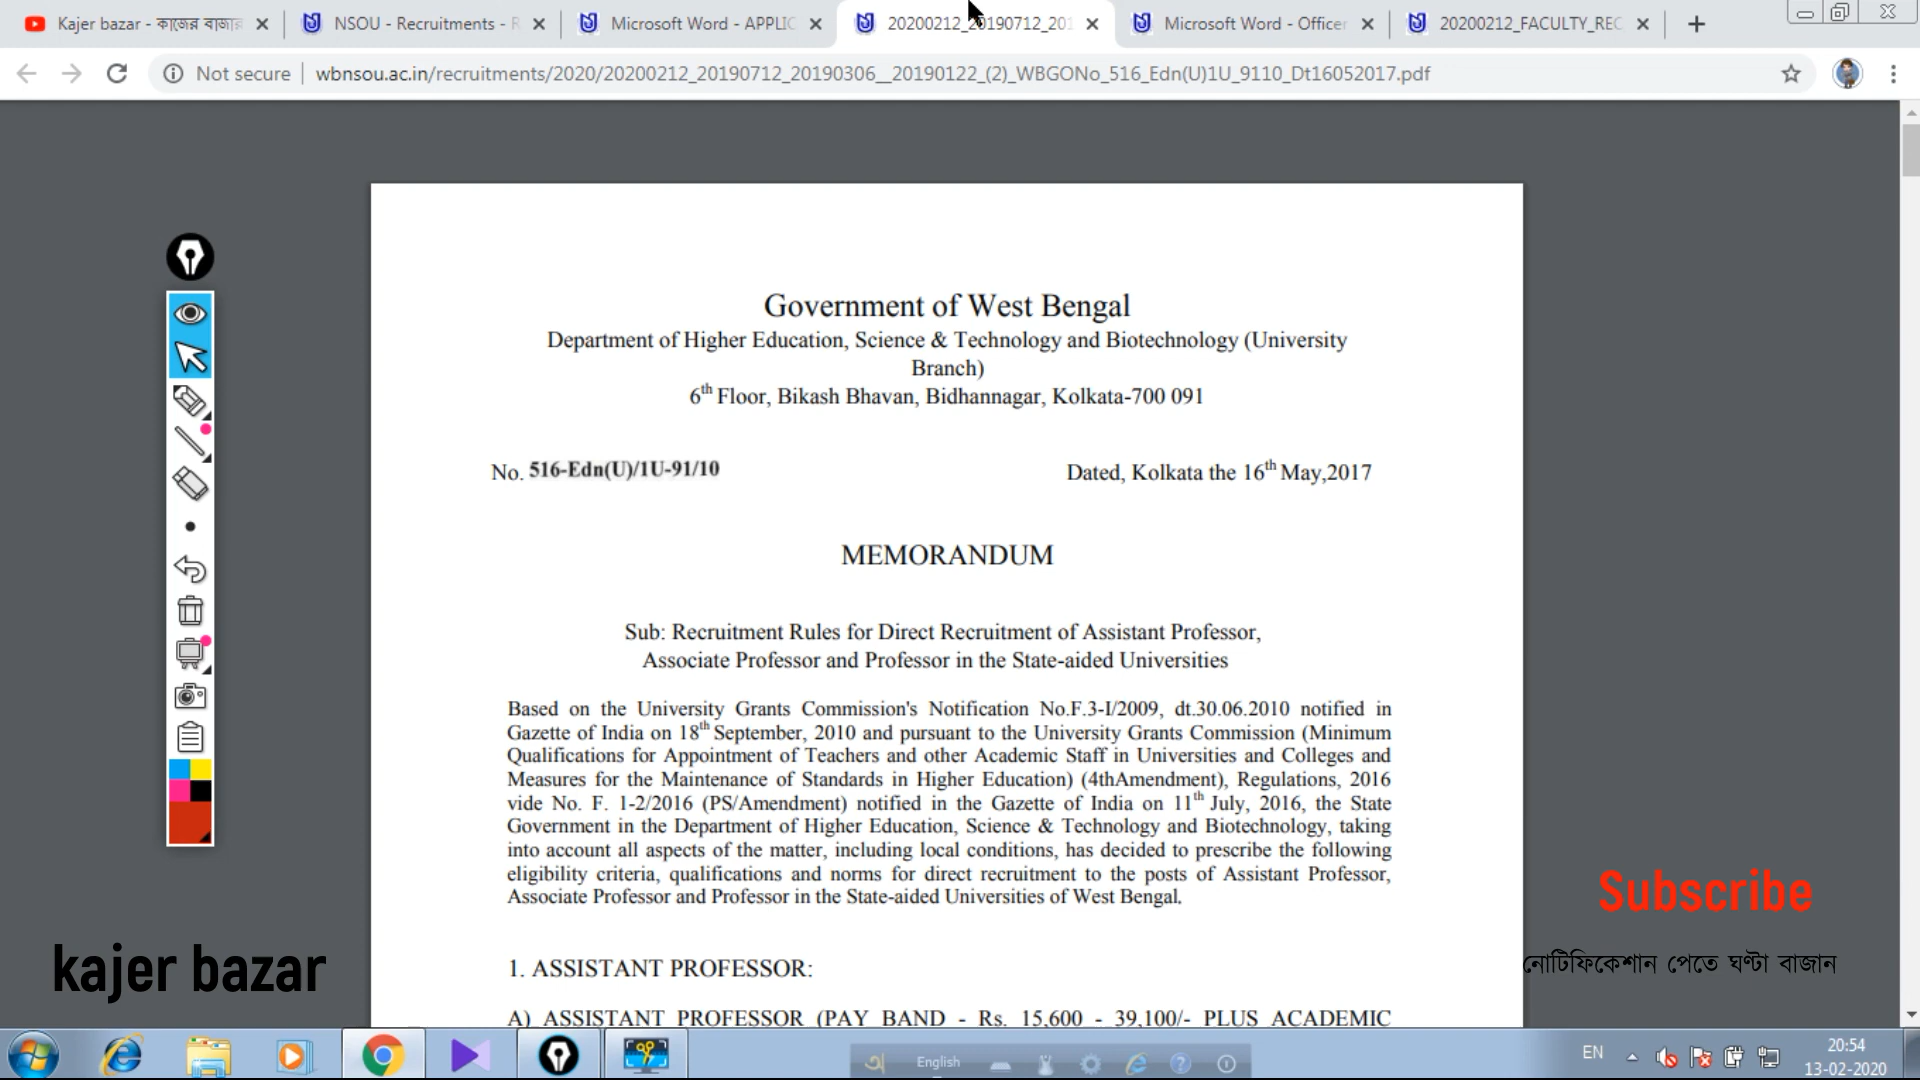 Kajer bazar - কাজের বাজার
NSOU - Recruitments - R
Microsoft Word - APPLIC
20200212_20190712_201
Microsoft Word - Officer
20200212_FACULTY_REC
Not secure
wbnsou.ac.in/recruitments/2020/20200212_20190712_20190306__20190122_(2)_WBGONo_516_Edn(U)1U_9110_Dt16052017.pdf
Government of West Bengal
Department of Higher Education, Science & Technology and Biotechnology (University
Branch)
6th Floor, Bikash Bhavan, Bidhannagar, Kolkata-700 091
No. 516-Edn(U)/1U-91/10 Dated, Kolkata the 16th May,2017
MEMORANDUM
Sub: Recruitment Rules for Direct Recruitment of Assistant Professor,
Associate Professor and Professor in the State-aided Universities
Based on the University Grants Commission's Notification No.F.3-I/2009, dt.30.06.2010 notified in
Gazette of India on 18th September, 2010 and pursuant to the University Grants Commission (Minimum
Qualifications for Appointment of Teachers and other Academic Staff in Universities and Colleges and
Measures for the Maintenance of Standards in Higher Education) (4thAmendment), Regulations, 2016
vide No. F. 1-2/2016 (PS/Amendment) notified in the Gazette of India on 11th July, 2016, the State
Government in the Department of Higher Education, Science & Technology and Biotechnology, taking
into account all aspects of the matter, including local conditions, has decided to prescribe the following
eligibility criteria, qualifications and norms for direct recruitment to the posts of Assistant Professor,
Associate Professor and Professor in the State-aided Universities of West Bengal.
1. ASSISTANT PROFESSOR:
A) ASSISTANT PROFESSOR (PAY BAND - Rs. 15,600 - 39,100/- PLUS ACADEMIC
Subscribe
নোটিফিকেশান পেতে ঘণ্টা বাজান
kajer bazar
অ English
EN
20:54
13-02-2020